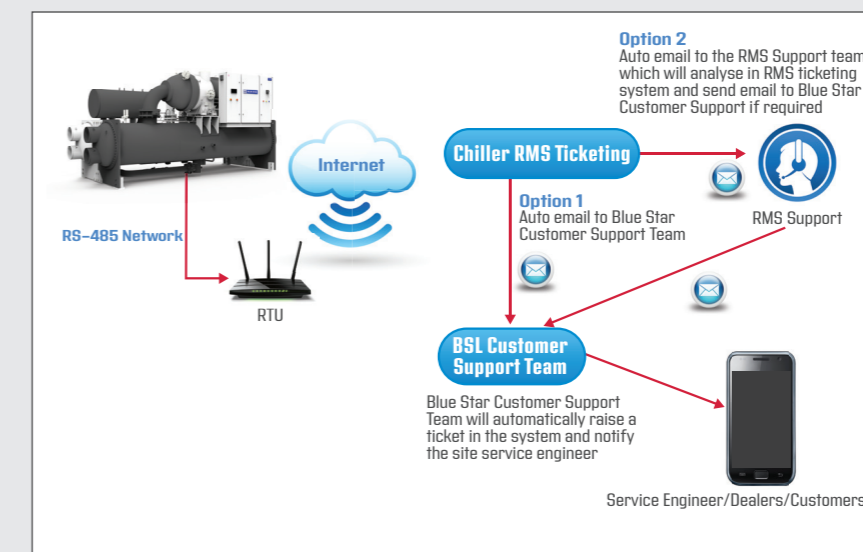 Option 2
Auto email to the RMS Support team
which will analyse in RMS ticketing
system and send email to Blue Star
Customer Support if required
Chiller RMS Ticketing
Internet
Option 1
Auto email to Blue Star
Customer Support Team
RMS Support
RS-485 Network
RTU
BSL Customer
Support Team
Blue Star Customer Support
Team will automatically raise a
ticket in the system and notify
the site service engineer
Service Engineer/Dealers/Customers